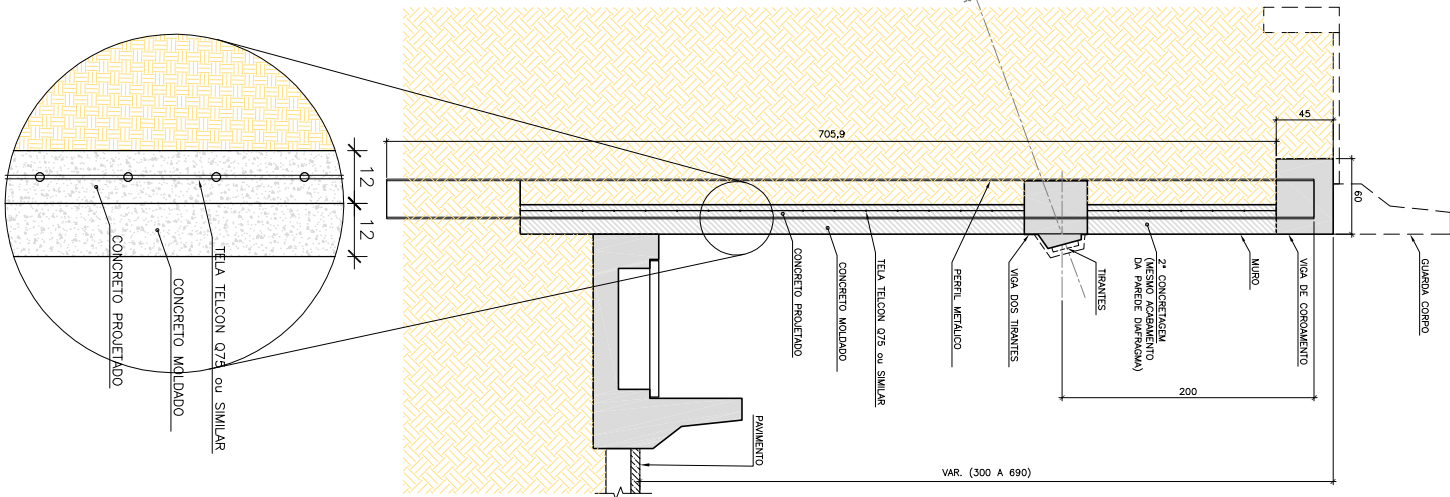 12
12
TELA TELCON Q75 ou SIMILAR
CONCRETO MOLDADO
CONCRETO PROJETADO
705,9
45
60
200
VAR. (300 A 690)
GUARDA CORPO
VIGA DE COROAMENTO
MURO
2ª CONCRETAGEM
(MESMO ACABAMENTO
DA PAREDE DIAFRAGMA)
TIRANTES
VIGA DOS TIRANTES
PERFIL METÁLICO
TELA TELCON Q75 ou SIMILAR
CONCRETO MOLDADO
CONCRETO PROJETADO
PAVIMENTO